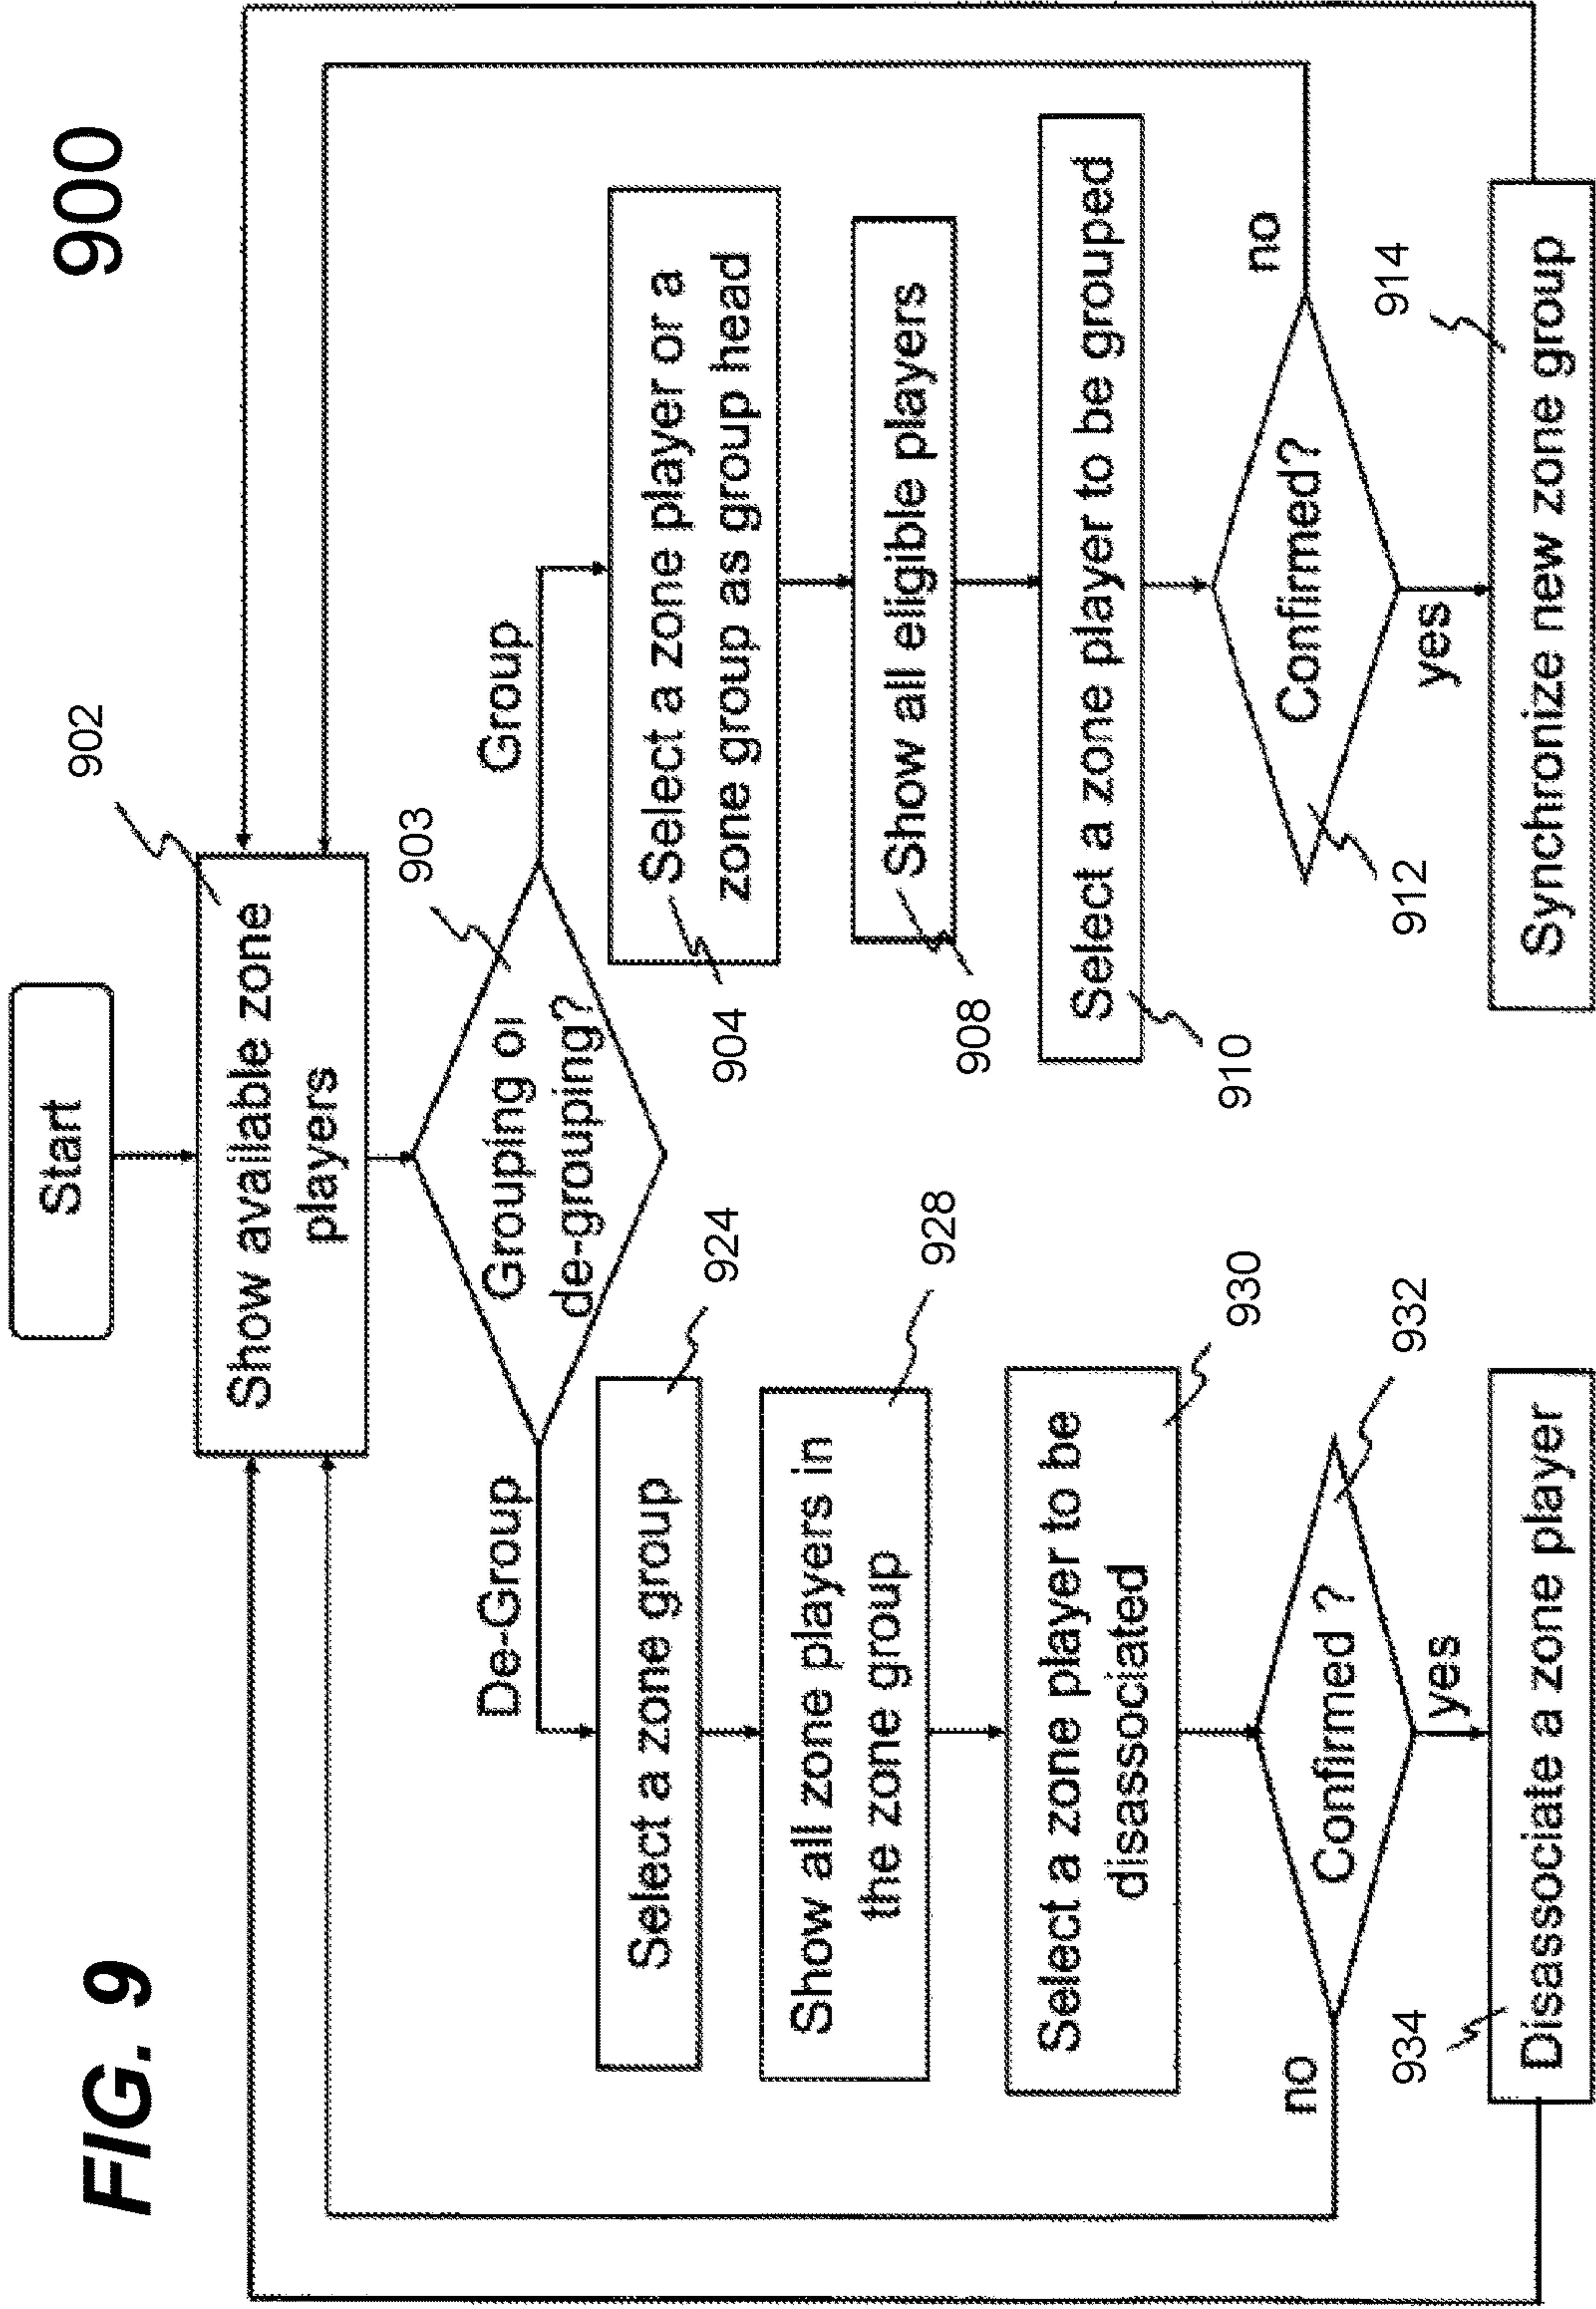 FIG. 9
900
Start
902
Show available zone
players
903
Grouping or
de-grouping?
De-Group
Group
924
Select a zone group
928
Show all zone players in
the zone group
930
Select a zone player to be
disassociated
932
Confirmed ?
no
yes
934
Disassociate a zone player
904
Select a zone player or a
zone group as group head
908
Show all eligible players
910
Select a zone player to be grouped
912
Confirmed?
no
yes
914
Synchronize new zone group